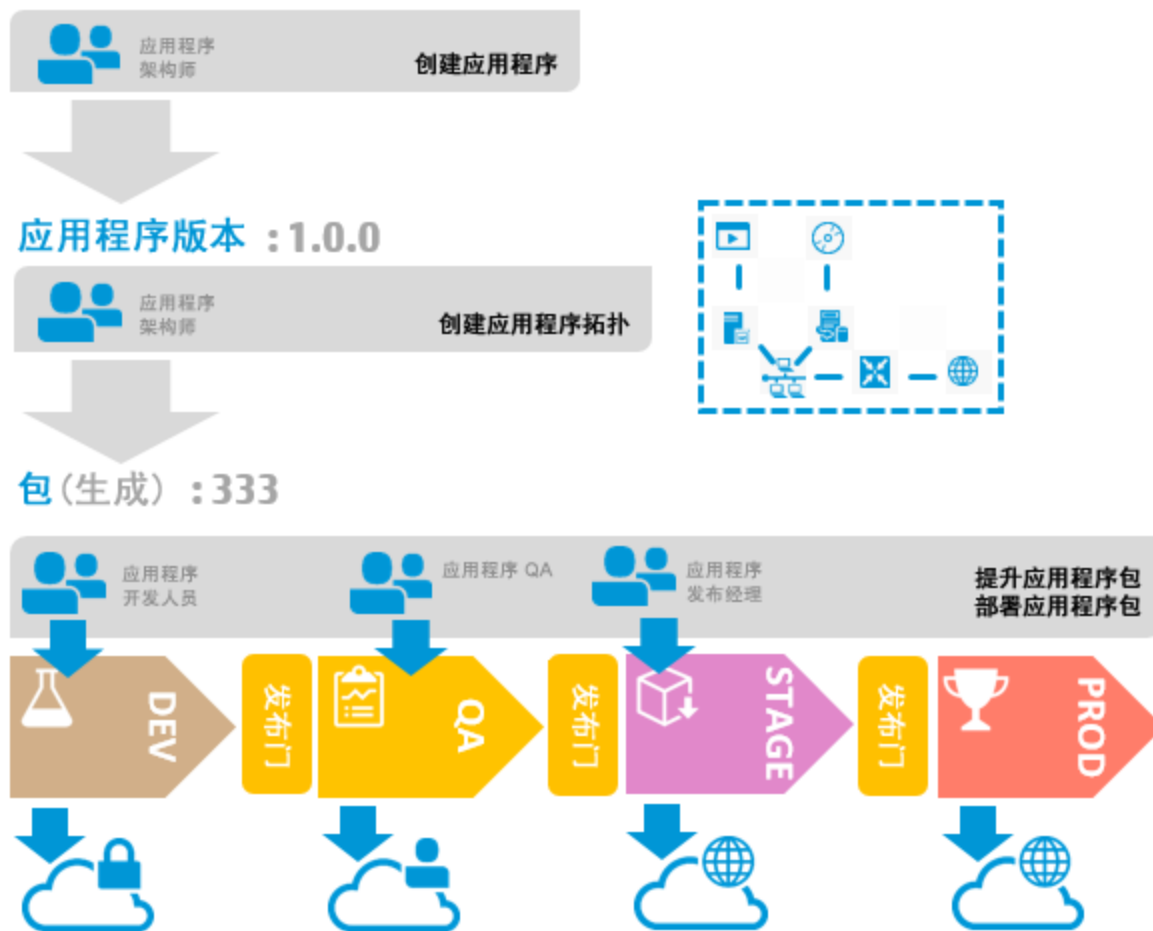 应用程序
架构师
创建应用程序
应用程序版本 : 1.0.0
应用程序
架构师
创建应用程序拓扑
包(生成) : 333
应用程序
开发人员
应用程序 QA
应用程序
发布经理
提升应用程序包
部署应用程序包
DEV
发布门
QA
发布门
STAGE
发布门
PROD